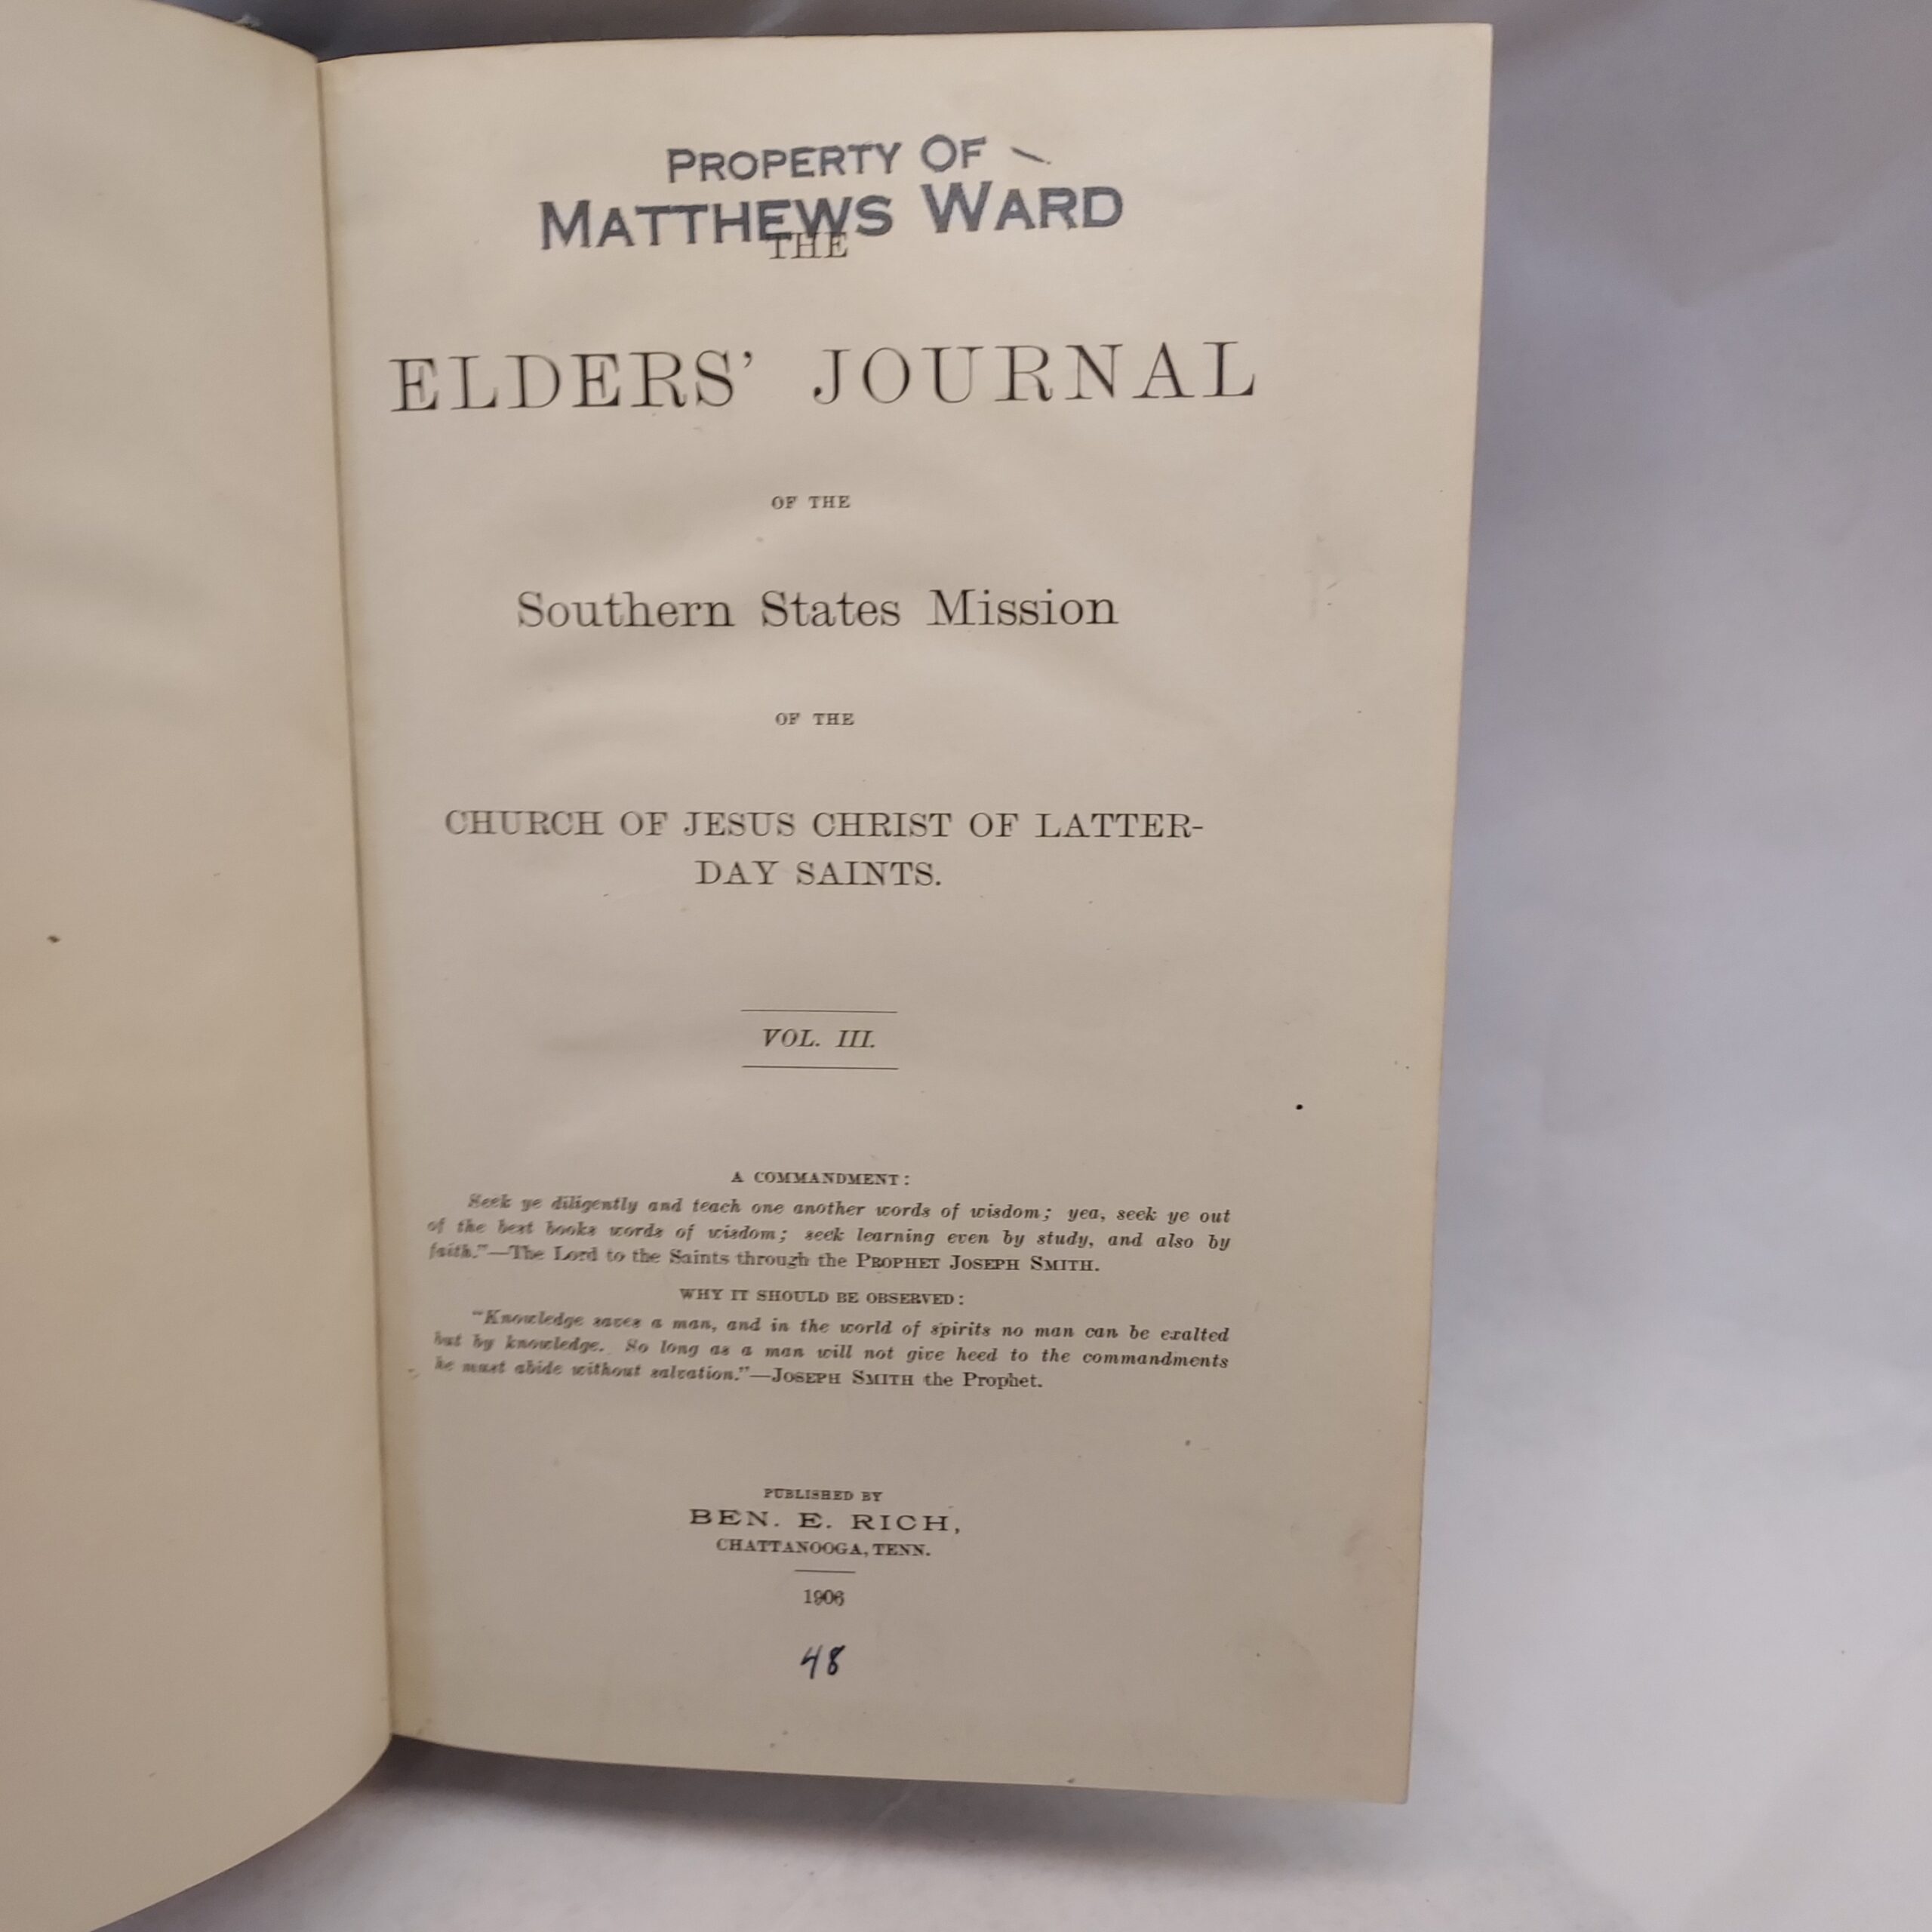 PROPERTY OF
MATTHEWS WARD
THE
ELDERS' JOURNAL
OF THE
Southern States Mission
OF THE
CHURCH OF JESUS CHRIST OF LATTER-
DAY SAINTS.
VOL. III.
A COMMANDMENT:
Seek ye diligently and teach one another words of wisdom; yea, seek ye out
of the best books words of wisdom; seek learning even by study, and also by
faith."—The Lord to the Saints through the PROPHET JOSEPH SMITH.
WHY IT SHOULD BE OBSERVED:
"Knowledge saves a man, and in the world of spirits no man can be exalted
but by knowledge. So long as a man will not give heed to the commandments
he must abide without salvation."—JOSEPH SMITH the Prophet.
PUBLISHED BY
BEN. E. RICH,
CHATTANOOGA, TENN.
1906
48